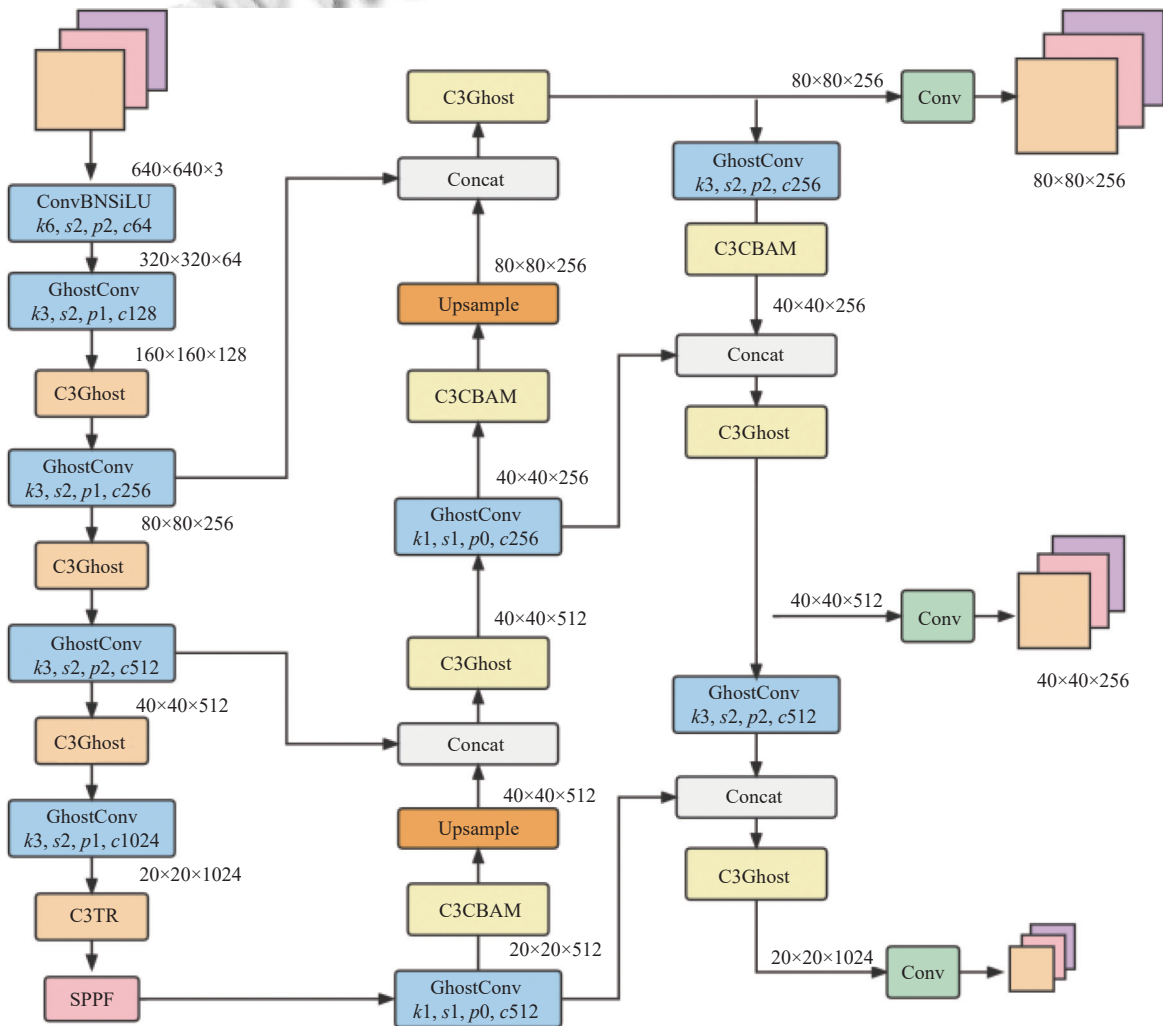 640×640×3
ConvBNSiLU
k6, s2, p2, c64
320×320×64
GhostConv
k3, s2, p1, c128
160×160×128
C3Ghost
GhostConv
k3, s2, p1, c256
80×80×256
C3Ghost
GhostConv
k3, s2, p2, c512
40×40×512
C3Ghost
GhostConv
k3, s2, p1, c1024
20×20×1024
C3TR
SPPF
C3Ghost
Concat
80×80×256
Upsample
C3CBAM
40×40×256
GhostConv
k1, s1, p0, c256
40×40×512
C3Ghost
Concat
40×40×512
Upsample
C3CBAM
20×20×512
GhostConv
k1, s1, p0, c512
80×80×256
Conv
80×80×256
GhostConv
k3, s2, p2, c256
C3CBAM
40×40×256
Concat
C3Ghost
40×40×512
Conv
40×40×256
GhostConv
k3, s2, p2, c512
Concat
C3Ghost
20×20×1024
Conv